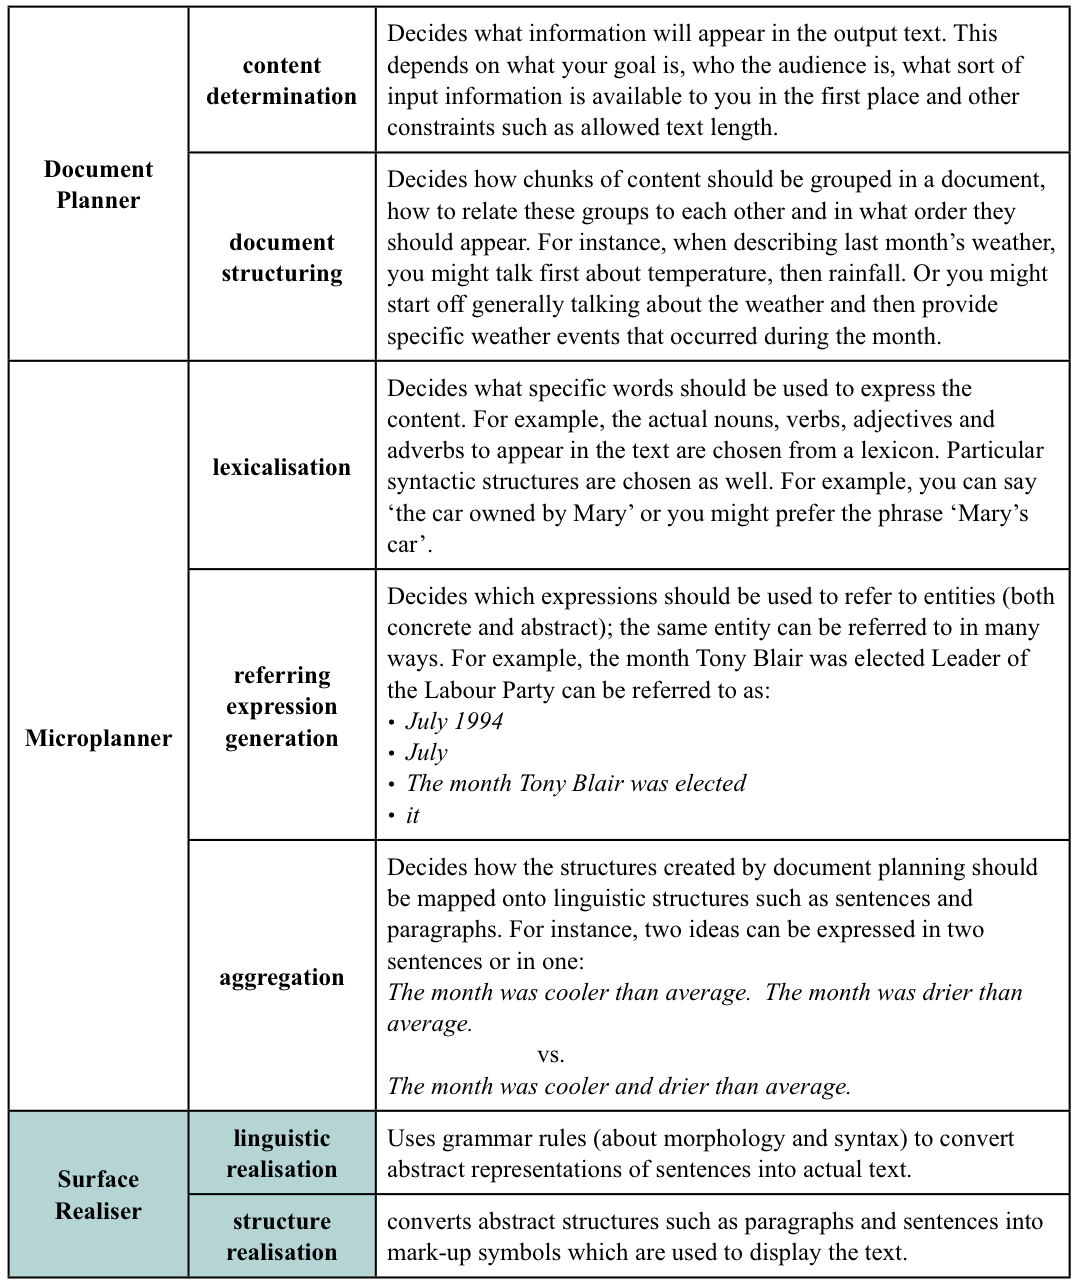 Document
Planner
content
determination
Decides what information will appear in the output text. This
depends on what your goal is, who the audience is, what sort of
input information is available to you in the first place and other
constraints such as allowed text length.
document
structuring
Decides how chunks of content should be grouped in a document,
how to relate these groups to each other and in what order they
should appear. For instance, when describing last month’s weather,
you might talk first about temperature, then rainfall. Or you might
start off generally talking about the weather and then provide
specific weather events that occurred during the month.
Microplanner
lexicalisation
Decides what specific words should be used to express the
content. For example, the actual nouns, verbs, adjectives and
adverbs to appear in the text are chosen from a lexicon. Particular
syntactic structures are chosen as well. For example, you can say
‘the car owned by Mary’ or you might prefer the phrase ‘Mary’s
car’.
referring
expression
generation
Decides which expressions should be used to refer to entities (both
concrete and abstract); the same entity can be referred to in many
ways. For example, the month Tony Blair was elected Leader of
the Labour Party can be referred to as:
• July 1994
• July
• The month Tony Blair was elected
• it
aggregation
Decides how the structures created by document planning should
be mapped onto linguistic structures such as sentences and
paragraphs. For instance, two ideas can be expressed in two
sentences or in one:
The month was cooler than average.  The month was drier than
average.
vs.
The month was cooler and drier than average.
Surface
Realiser
linguistic
realisation
Uses grammar rules (about morphology and syntax) to convert
abstract representations of sentences into actual text.
structure
realisation
converts abstract structures such as paragraphs and sentences into
mark-up symbols which are used to display the text.